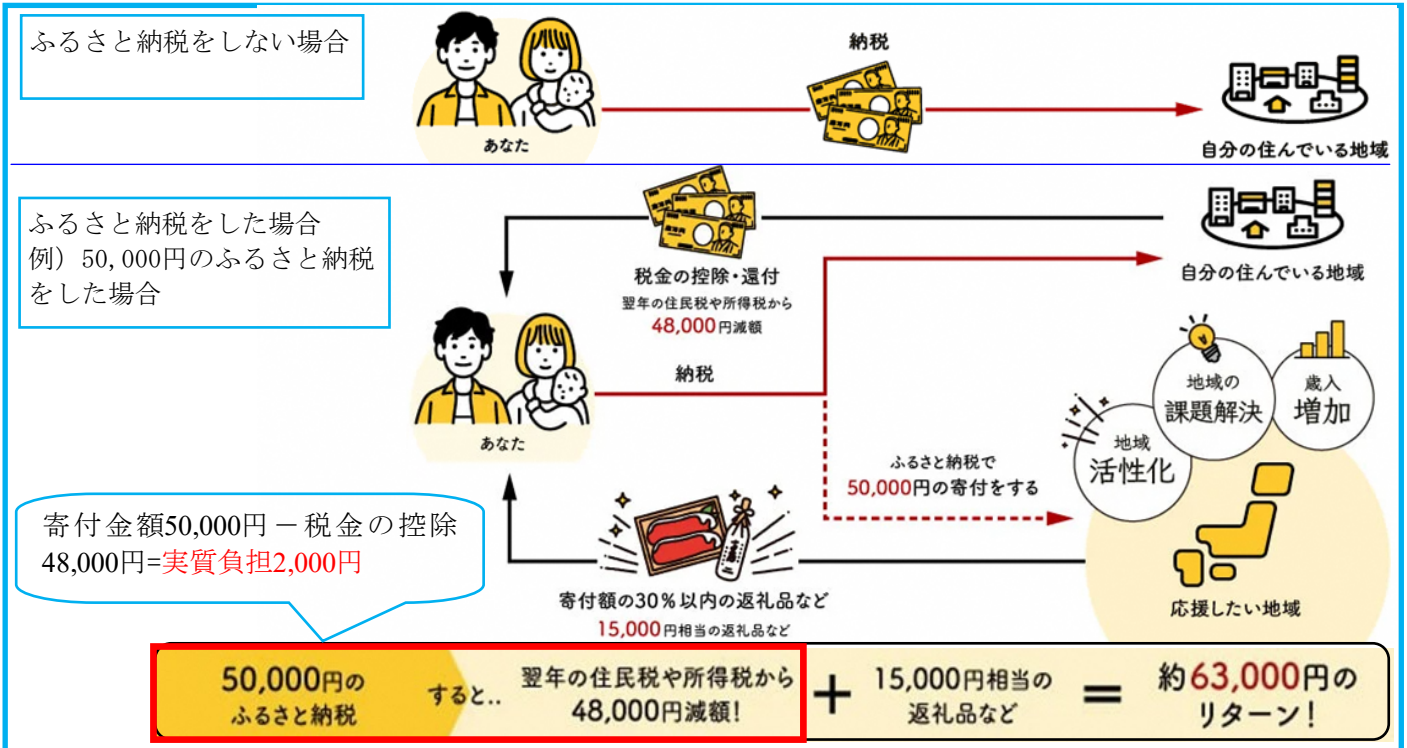 ふるさと納税をしない場合
納税
あなた
自分の住んでいる地域
ふるさと納税をした場合
例）50,000円のふるさと納税
をした場合
税金の控除・還付
翌年の住民税や所得税から
48,000円減額
自分の住んでいる地域
納税
あなた
地域の
課題解決
歳入
増加
地域
活性化
ふるさと納税で
50,000円の寄付をする
応援したい地域
寄付金額50,000円－税金の控除
48,000円=実質負担2,000円
寄付額の30％以内の返礼品など
15,000円相当の返礼品など
50,000円の
ふるさと納税
すると..
翌年の住民税や所得税から
48,000円減額！
＋
15,000円相当の
返礼品など
＝
約63,000円の
リターン！